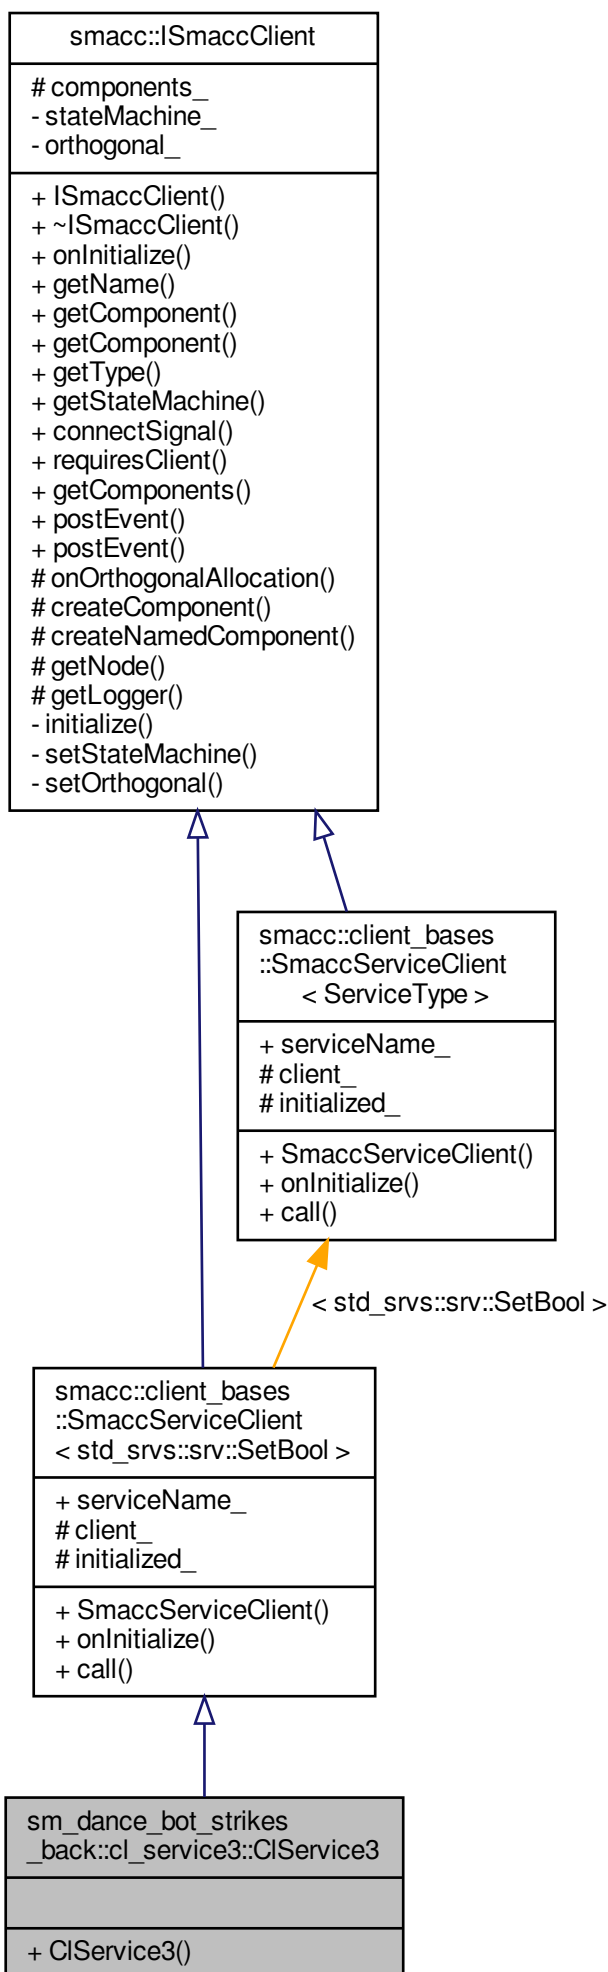 smacc::ISmaccClient
# components_
- stateMachine_
- orthogonal_
+ ISmaccClient()
+ ~ISmaccClient()
+ onInitialize()
+ getName()
+ getComponent()
+ getComponent()
+ getType()
+ getStateMachine()
+ connectSignal()
+ requiresClient()
+ getComponents()
+ postEvent()
+ postEvent()
# onOrthogonalAllocation()
# createComponent()
# createNamedComponent()
# getNode()
# getLogger()
- initialize()
- setStateMachine()
- setOrthogonal()
smacc::client_bases
::SmaccServiceClient
< ServiceType >
+ serviceName_
# client_
# initialized_
+ SmaccServiceClient()
+ onInitialize()
+ call()
< std_srvs::srv::SetBool >
smacc::client_bases
::SmaccServiceClient
< std_srvs::srv::SetBool >
+ serviceName_
# client_
# initialized_
+ SmaccServiceClient()
+ onInitialize()
+ call()
sm_dance_bot_strikes
_back::cl_service3::ClService3
+ ClService3()